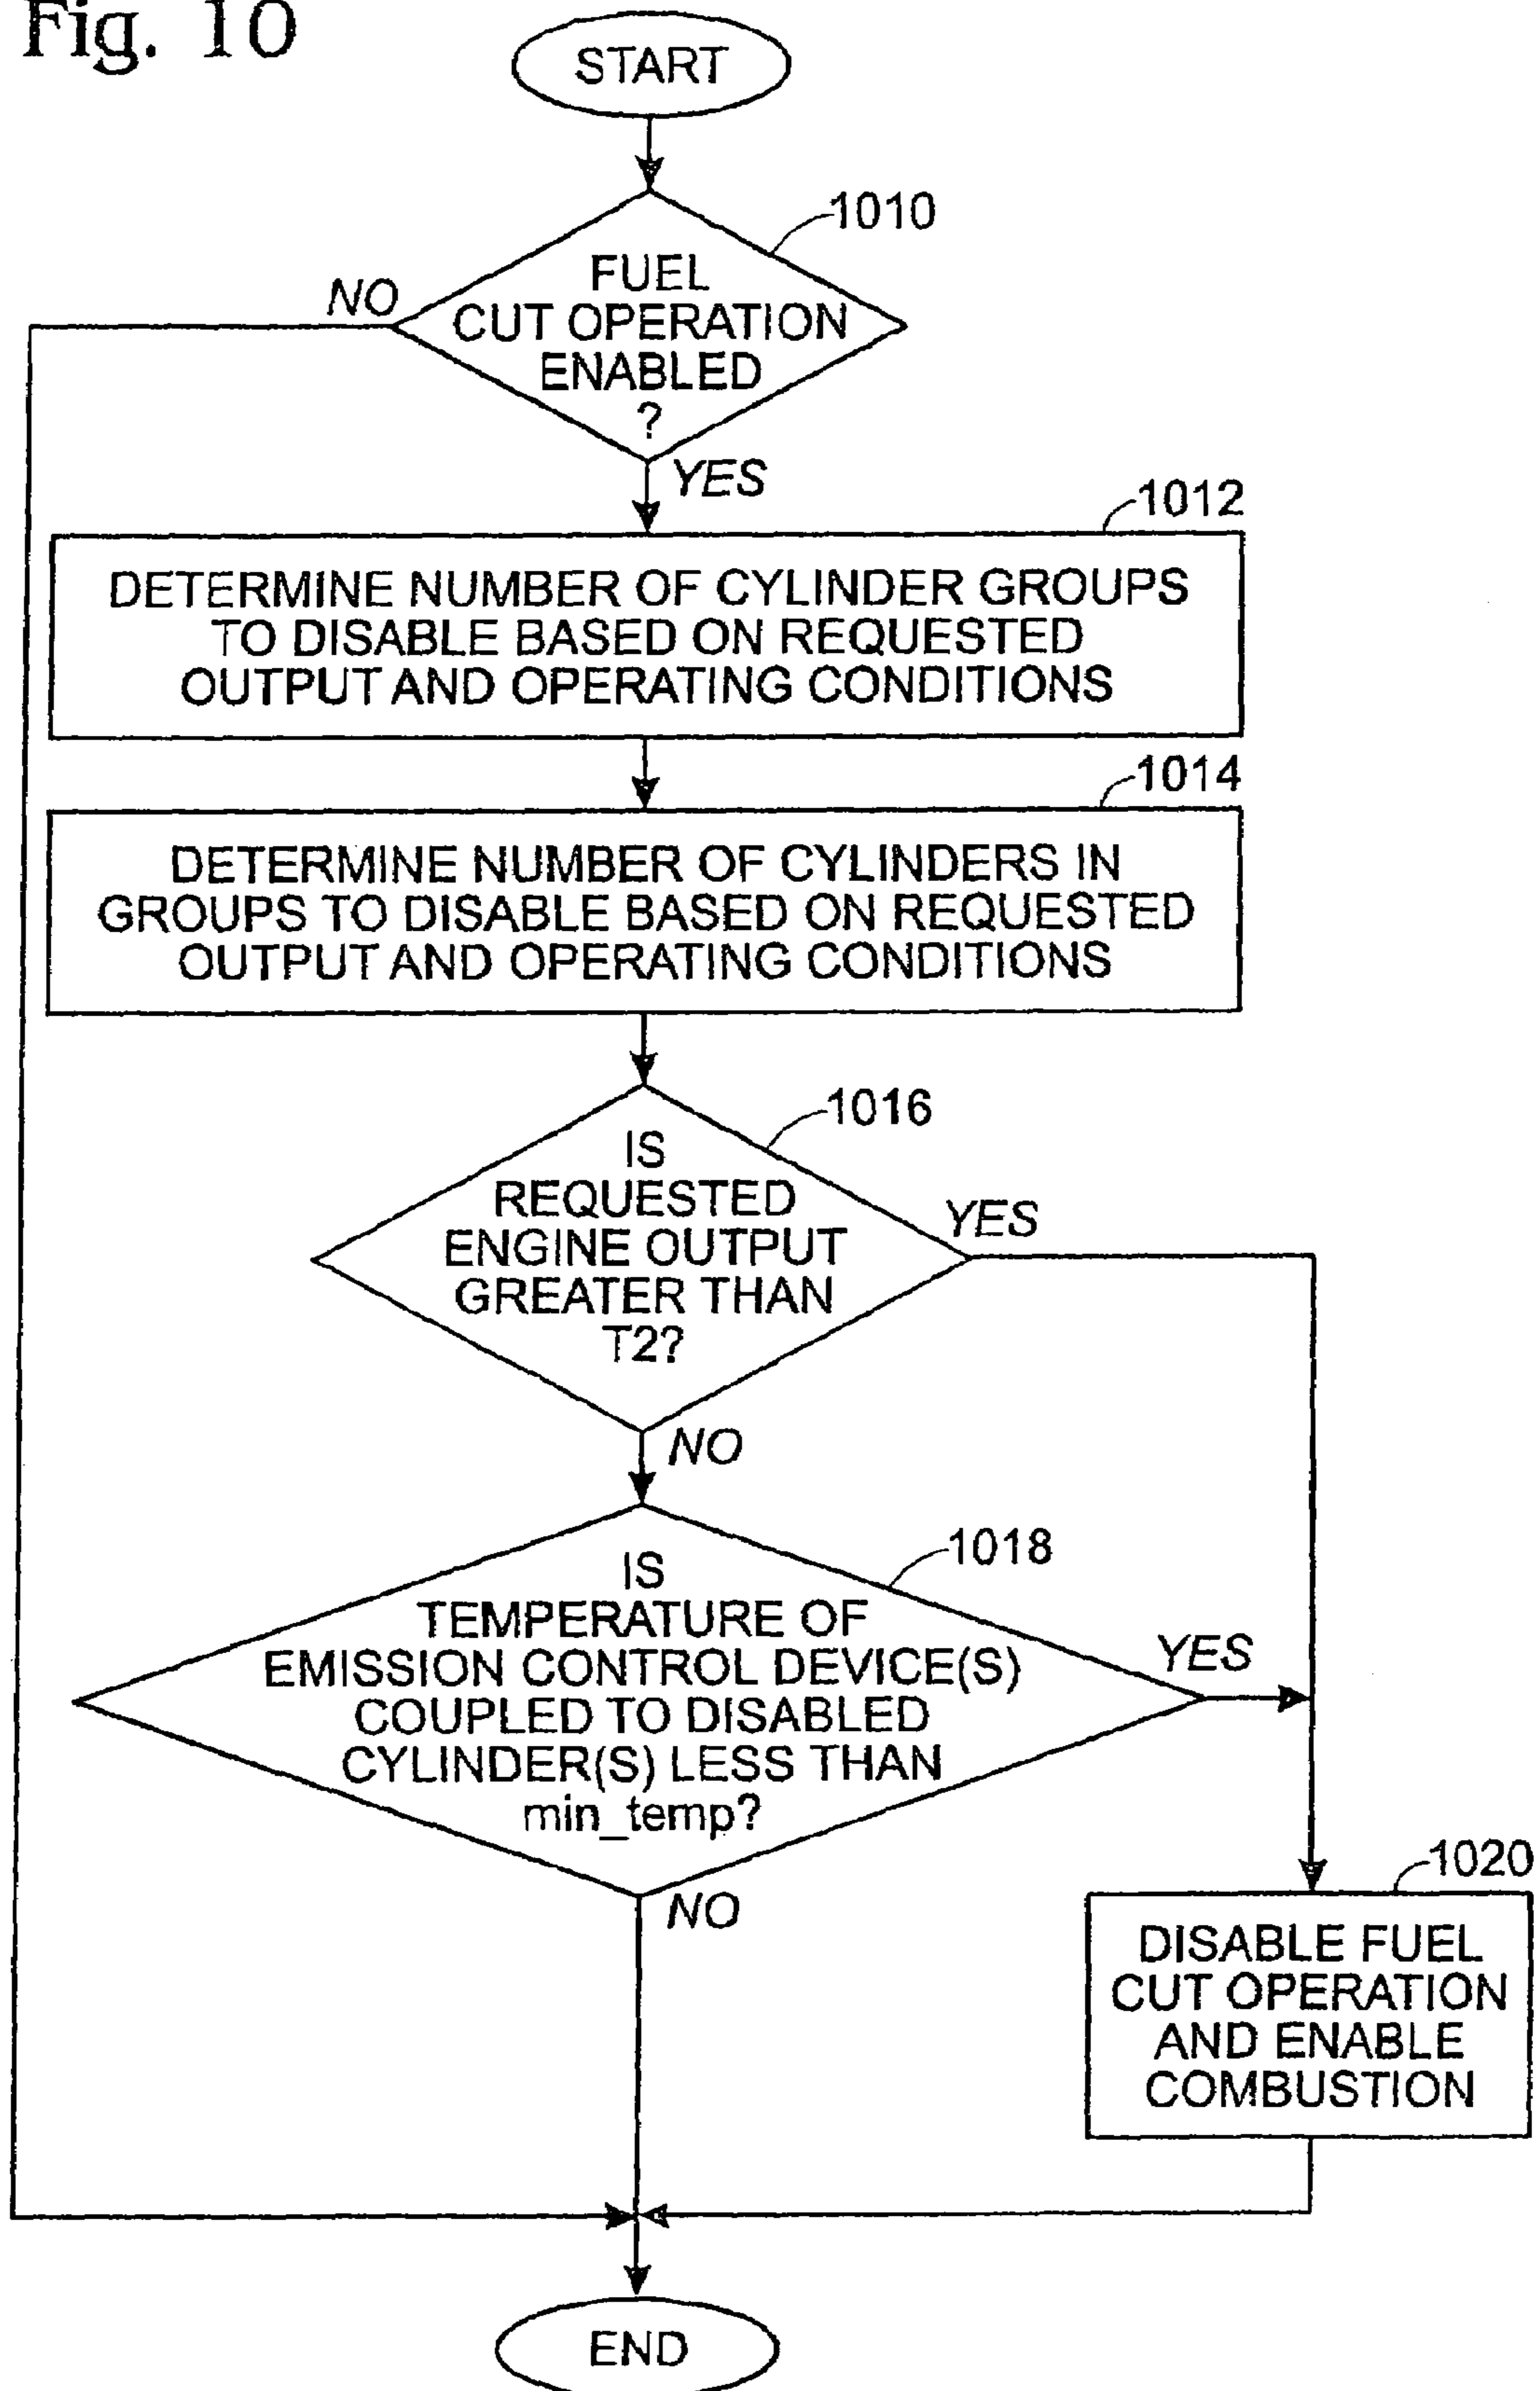 Fig. 10
START
1010
FUEL
CUT OPERATION
ENABLED
?
NO
YES
1012
DETERMINE NUMBER OF CYLINDER GROUPS
TO DISABLE BASED ON REQUESTED
OUTPUT AND OPERATING CONDITIONS
1014
DETERMINE NUMBER OF CYLINDERS IN
GROUPS TO DISABLE BASED ON REQUESTED
OUTPUT AND OPERATING CONDITIONS
1016
IS
REQUESTED
ENGINE OUTPUT
GREATER THAN
T2?
YES
NO
1018
IS
TEMPERATURE OF
EMISSION CONTROL DEVICE(S)
COUPLED TO DISABLED
CYLINDER(S) LESS THAN
min_temp?
YES
NO
1020
DISABLE FUEL
CUT OPERATION
AND ENABLE
COMBUSTION
END